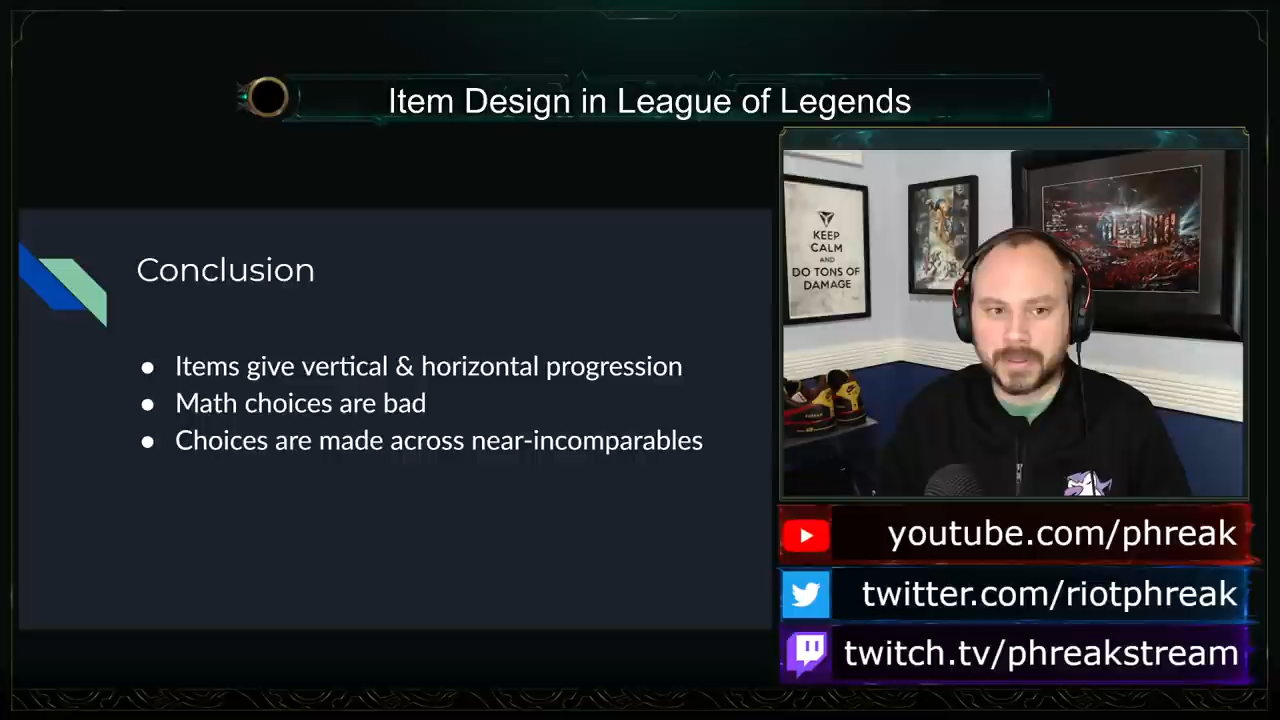 Item Design in League of Legends
KEEP
CALM
AND
DO TONS OF
DAMAGE
Conclusion
● Items give vertical & horizontal progression
● Math choices are bad
● Choices are made across near-incomparables
youtube.com/phreak
twitter.com/riotphreak
twitch.tv/phreakstream